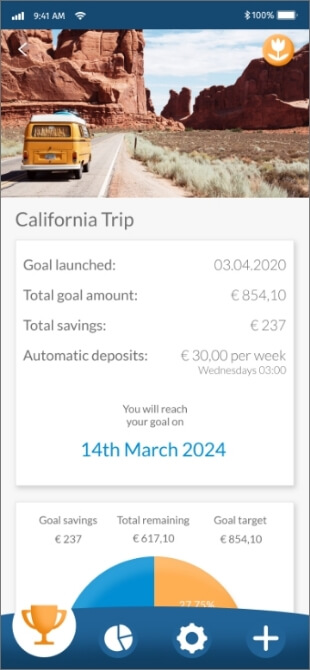 9:41 AM
100%
California Trip
Goal launched: 03.04.2020
Total goal amount: € 854,10
Total savings: € 237
Automatic deposits: € 30,00 per week
Wednesdays 03:00
You will reach
your goal on
14th March 2024
Goal savings Total remaining Goal target
€ 237 € 617,10 € 854,10
27.75%